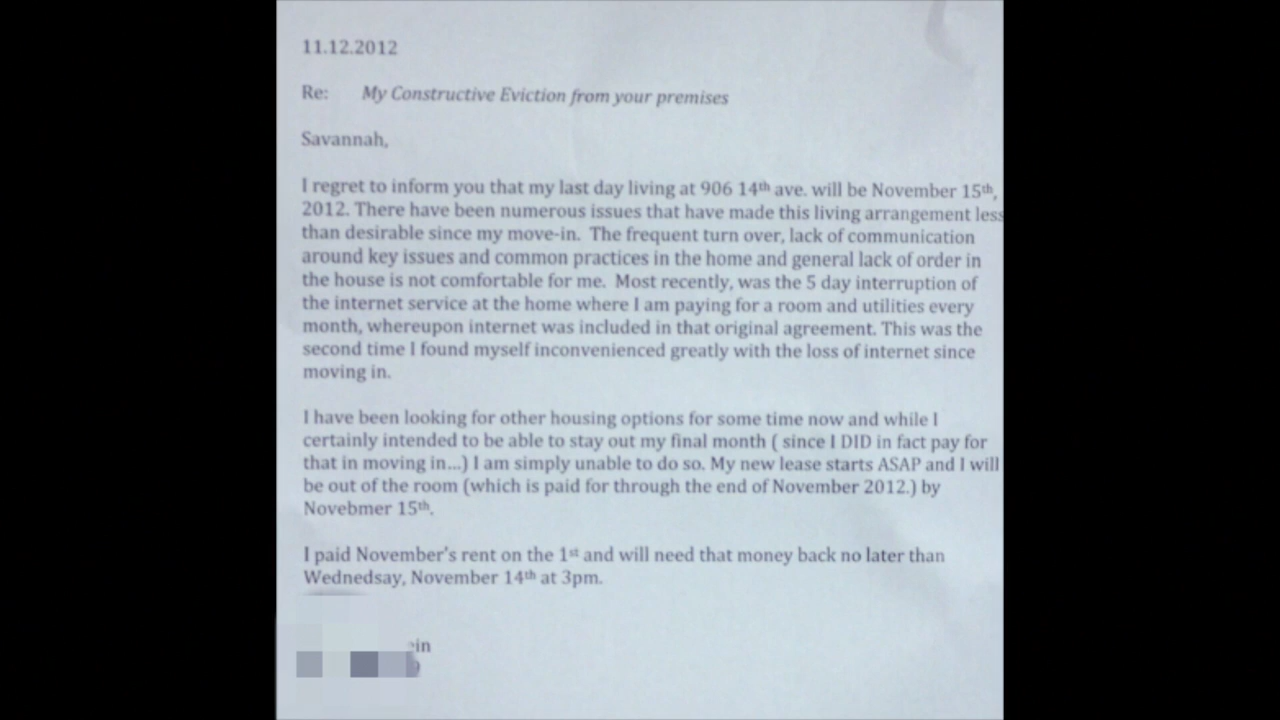 11.12.2012
Re: My Constructive Eviction from your premises
Savannah,
I regret to inform you that my last day living at 906 14th ave. will be November 15th,
2012. There have been numerous issues that have made this living arrangement less
than desirable since my move-in. The frequent turn over, lack of communication
around key issues and common practices in the home and general lack of order in
the house is not comfortable for me. Most recently, was the 5 day interruption of
the internet service at the home where I am paying for a room and utilities every
month, whereupon internet was included in that original agreement. This was the
second time I found myself inconvenienced greatly with the loss of internet since
moving in.
I have been looking for other housing options for some time now and while I
certainly intended to be able to stay out my final month ( since I DID in fact pay for
that in moving in...) I am simply unable to do so. My new lease starts ASAP and I will
be out of the room (which is paid for through the end of November 2012.) by
Novebmer 15th.
I paid November's rent on the 1st and will need that money back no later than
Wednedsay, November 14th at 3pm.